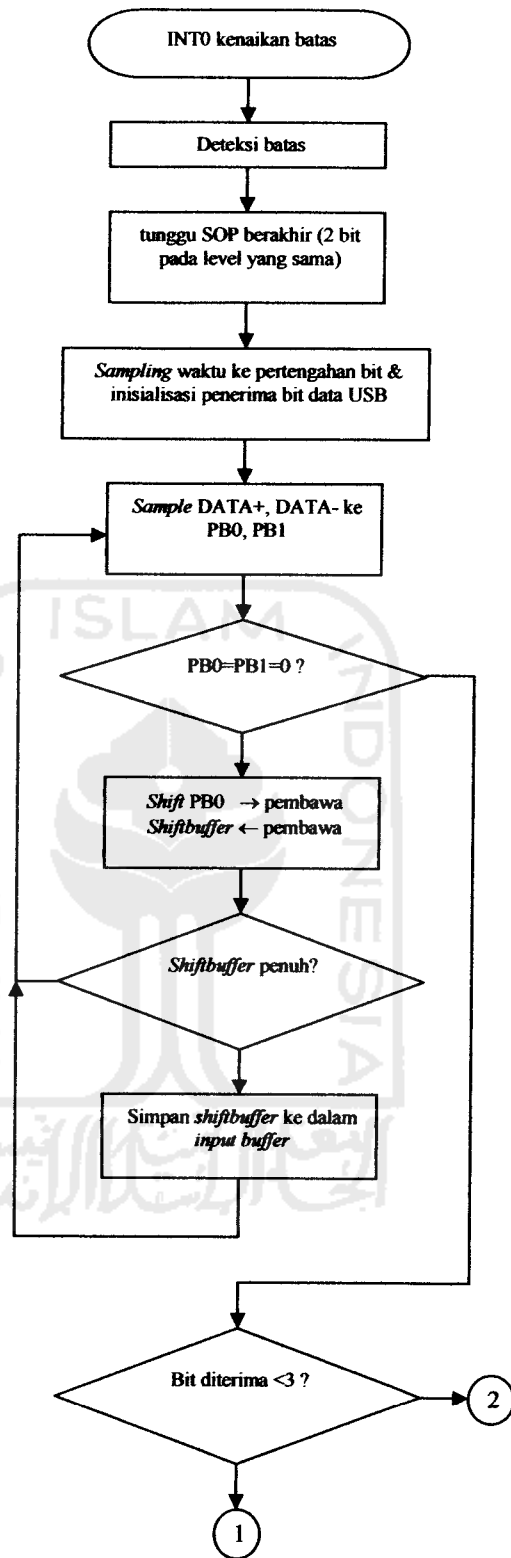 INT0 kenaikan batas
Deteksi batas
tunggu SOP berakhir (2 bit
pada level yang sama)
Sampling waktu ke pertengahan bit &
inisialisasi penerima bit data USB
Sample DATA+, DATA- ke
PB0, PB1
ISLAM
INDONESIA
PB0=PB1=0 ?
Shift PB0 → pembawa
Shiftbuffer ← pembawa
Shiftbuffer penuh?
Simpan shiftbuffer ke dalam
input buffer
Bit diterima <3 ?
2
1